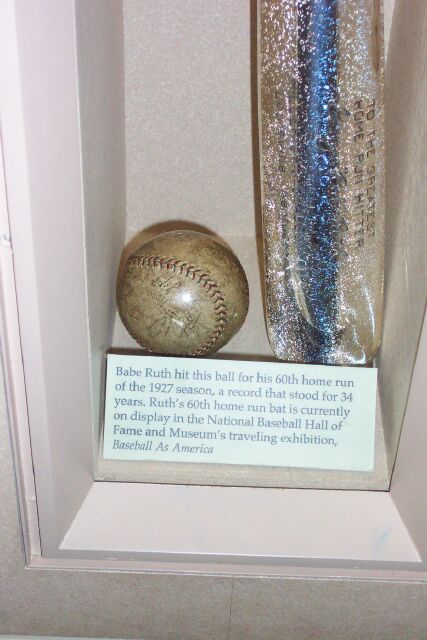 TO THE GREATEST
HOME RUN HITTER
Babe Ruth hit this ball for his 60th home run
of the 1927 season, a record that stood for 34
years. Ruth's 60th home run bat is currently
on display in the National Baseball Hall of
Fame and Museum's traveling exhibition,
Baseball As America